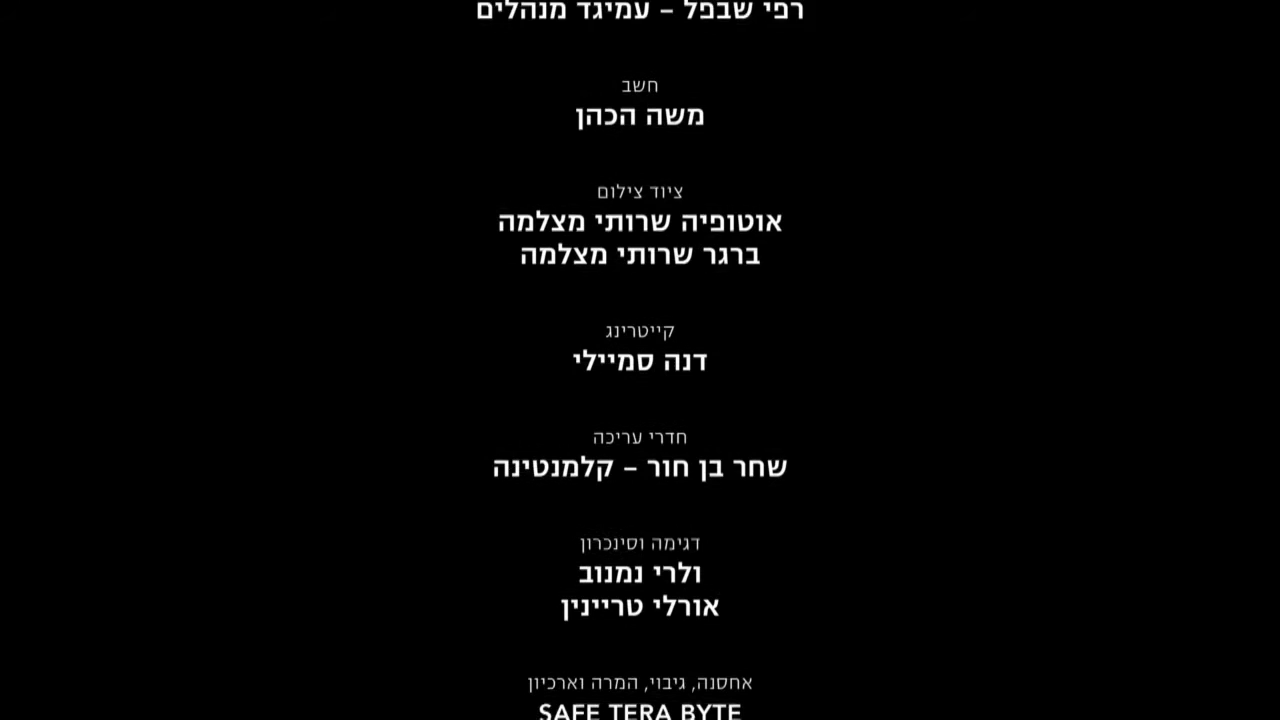 רפי שבפל – עמיגד מנהלים
חשב
משה הכהן
ציוד צילום
אוטופיה שרותי מצלמה
ברגר שרותי מצלמה
קייטרינג
דנה סמיילי
חדרי עריכה
שחר בן חור – קלמנטינה
דגימה וסינכרון
ולרי נמנוב
אורלי טריינין
אחסנה, גיבוי, המרה וארכיון
SAFE TERA BYTE